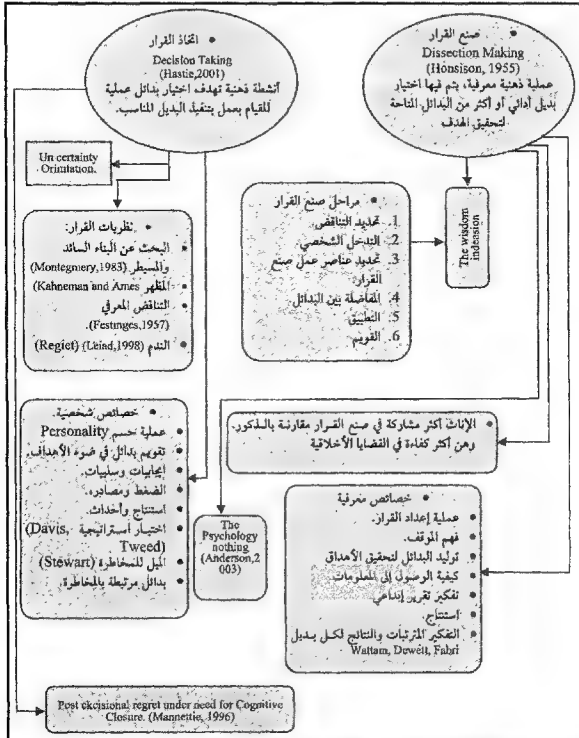 صنع القرار
Dissection Making
(Honsison, 1955)
عملية ذهنية معرفية، يتم فيها اختيار
بديل أدائي أو أكثر من البدائل المتاحة
لتحقيق الهدف
اتخاذ القرار
Decision Taking
(Hastie,2001)
أنشطة ذهنية تهدف اختيار بدائل عملية
للقيام بعمل بتنفيذ البديل المناسب.
Un certainty
Orimtation.
• مراحل صنع القرار
1. تحديد التناقض
2. التدخل الشخصي
3. تحديد عناصر عمل صنع
القرار
4. المفاضلة بين البدائل
5. التطبيق
6. التقويم
The wisdom
indeasion
• نظريات القرار:
• البحث عن البناء السائد
والمسيطر (Montegmery,1983)
• المظهر (Kahneman and Ames
• التناقض المعرفي
(Festinges,1957).
• الندم (Leiad,1998) (Regiet)
• الإناث أكثر مشاركة في صنع القرار مقارنة بالذكور.
وهن أكثر كفاءة في القضايا الأخلاقية
• خصائص شخصية.
• عملية حسم Personality
• تقويم بدائل في ضوء الأهداف.
• إيجابيات وسلبيات.
• الضغط ومصادره.
• استنتاج وأحداث.
• اختيار استراتيجية (Davis,
Tweed)
• الميل للمخاطرة (Stewart)
• بدائل مرتبطة بالمخاطرة.
The
Psychology
nothing
(Anderson,2
003)
• خصائص معرفية
• عملية إعداد القرار.
• فهم الموقف.
• توليد البدائل لتحقيق الأهداق
• كيفية الوصول إلى المعلومات.
• تفكير تقرير إبداعي
• استنتاج.
• التفكير المترتبات والنتائج لكل بديل
Wattam, Dewett, Fabri
Post excisional regret under need for Cognitive
Closure. (Mannettie, 1996)